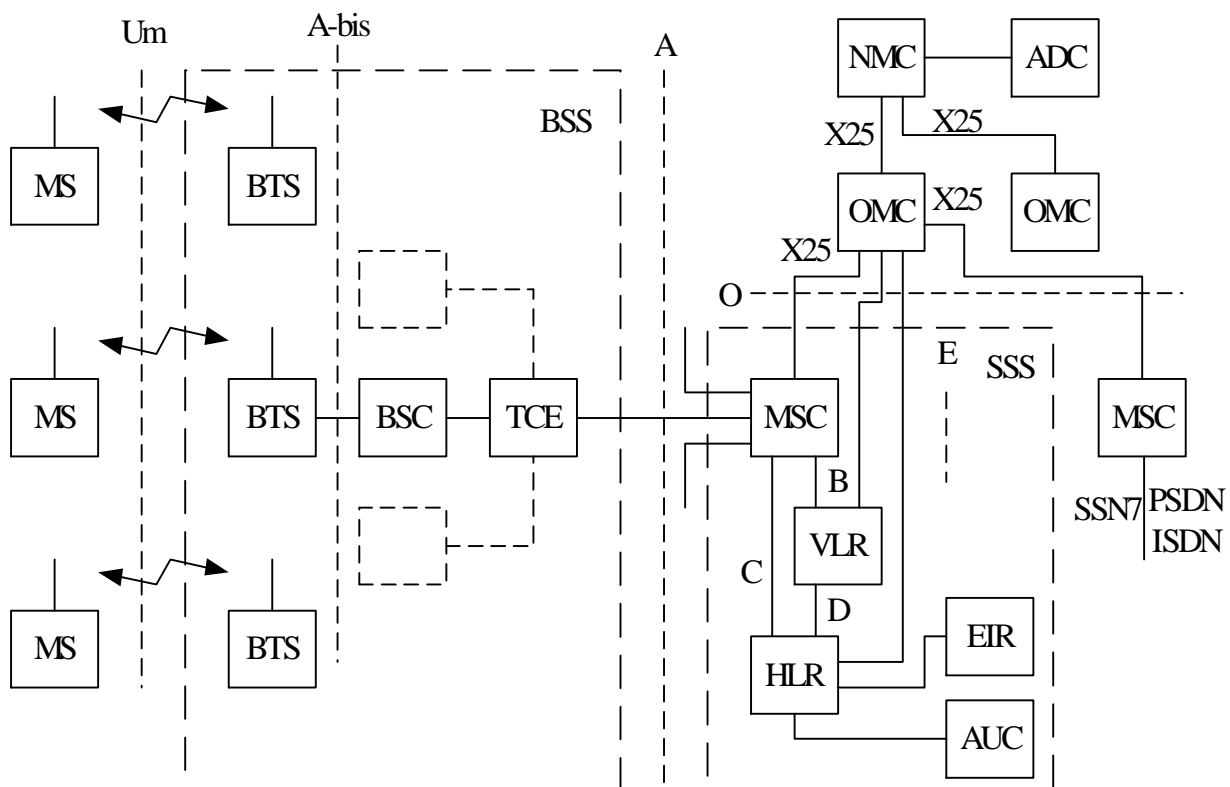 Um
A-bis
A
NMC
ADC
BSS
X25
X25
MS
BTS
OMC
X25
OMC
X25
O
E
SSS
MS
BTS
BSC
TCE
MSC
MSC
B
SSN7
PSDN
ISDN
VLR
C
D
MS
BTS
HLR
EIR
AUC